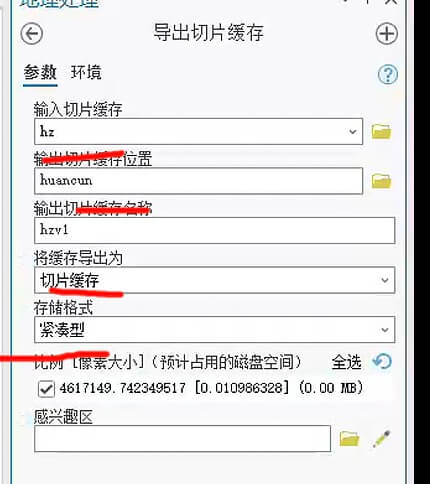 地理处理
导出切片缓存
参数 环境
输入切片缓存
hz
输出切片缓存位置
huancun
输出切片缓存名称
hzv1
将缓存导出为
切片缓存
存储格式
紧凑型
比例 [像素大小] (预计占用的磁盘空间) 全选
4617149.742349517 [0.010986328] (0.00 MB)
感兴趣区